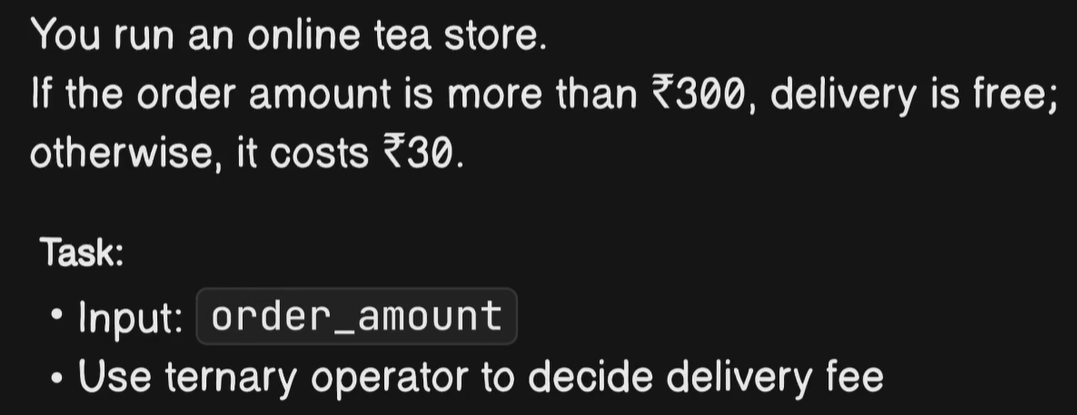 You run an online tea store.
If the order amount is more than ₹300, delivery is free;
otherwise, it costs ₹30.
Task:
• Input: order_amount
• Use ternary operator to decide delivery fee